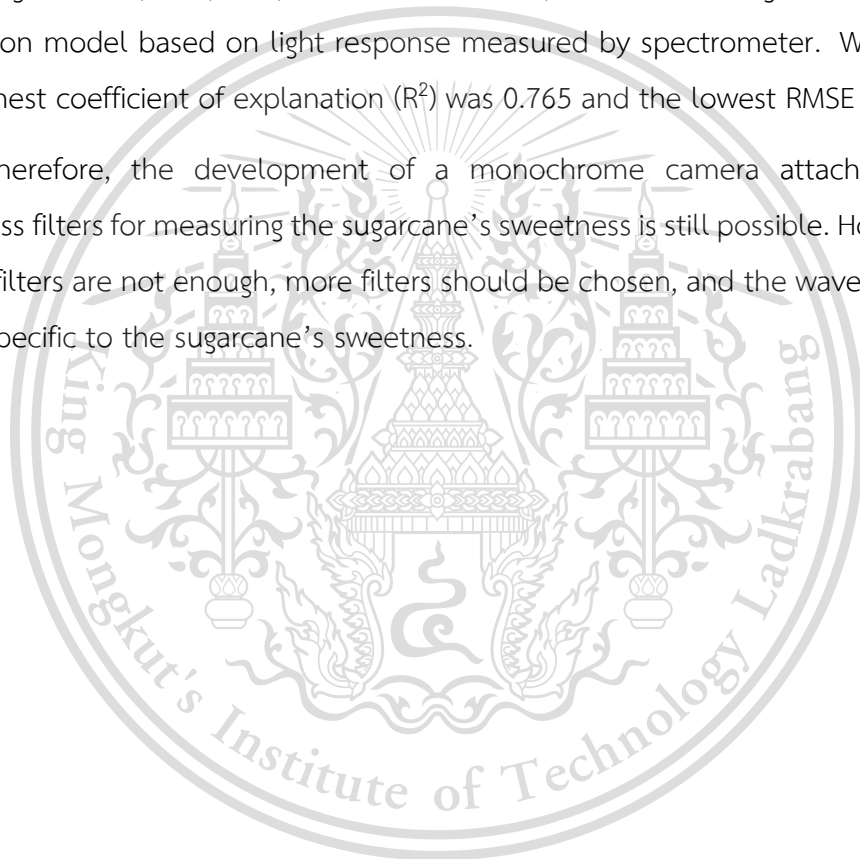 on model based on light response measured by spectrometer. W
nest coefficient of explanation (R²) was 0.765 and the lowest RMSE
herefore, the development of a monochrome camera attach
ss filters for measuring the sugarcane's sweetness is still possible. Ho
filters are not enough, more filters should be chosen, and the wave
pecific to the sugarcane's sweetness.
King Mongkut's Institute of Technology Ladkrabang